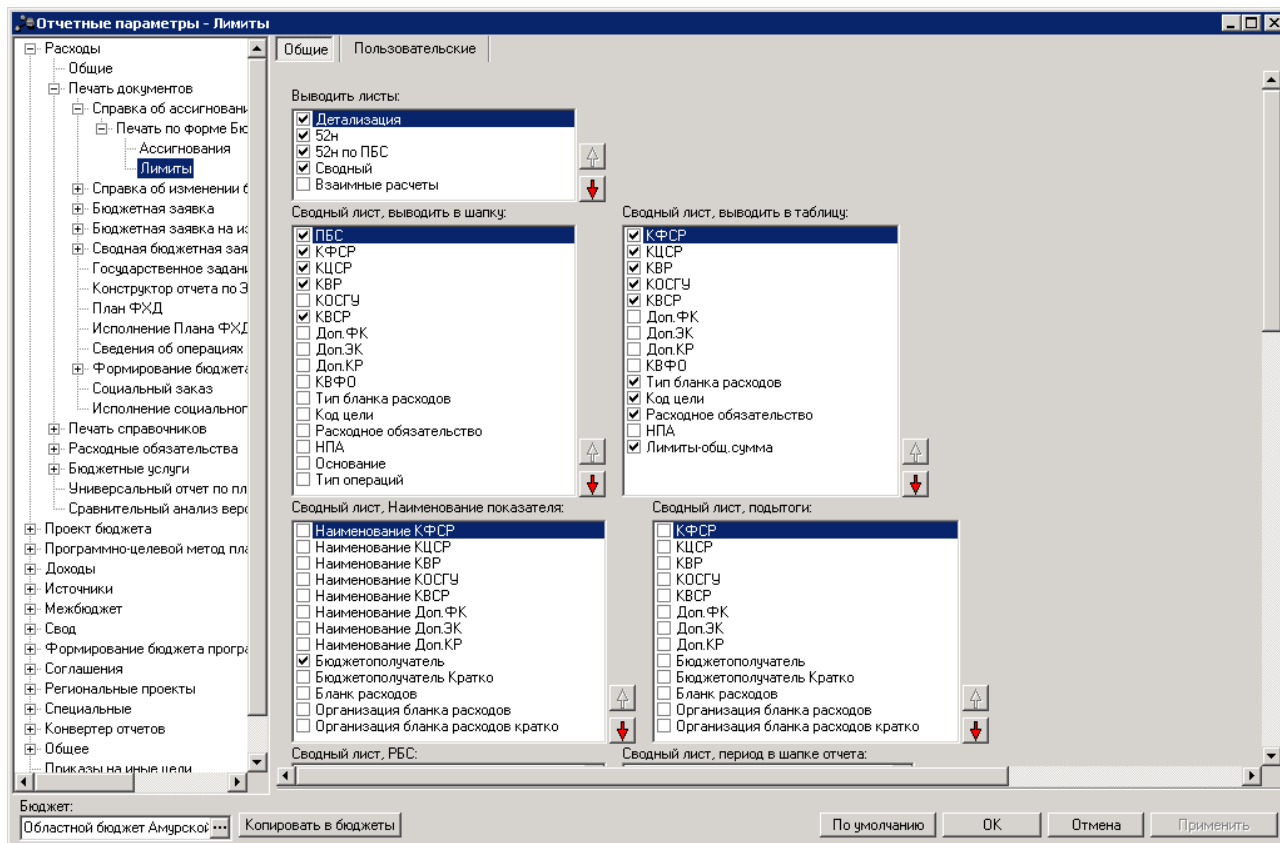 Отчетные параметры - Лимиты
Расходы
Общие
Печать документов
Справка об ассигновани
Печать по форме Бю
Ассигнования
Лимиты
Справка об изменении б
Бюджетная заявка
Бюджетная заявка на из
Сводная бюджетная зая
Государственное задани
Конструктор отчета по Э
План ФХД
Исполнение Плана ФХД
Сведения об операциях
Формирование бюджета
Социальный заказ
Исполнение социальног
Печать справочников
Расходные обязательства
Бюджетные услуги
Универсальный отчет по пл
Сравнительный анализ верс
Проект бюджета
Программно-целевой метод пла
Доходы
Источники
Межбюджет
Свод
Формирование бюджета програ
Соглашения
Региональные проекты
Специальные
Конвертер отчетов
Общее
Приказы на иные цели
Общие
Пользовательские
Выводить листы:
Детализация
52н
52н по ПБС
Сводный
Взаимные расчеты
Сводный лист, выводить в шапку:
ПБС
КФСР
КЦСР
КВР
КОСГУ
КВСР
Доп.ФК
Доп.ЭК
Доп.КР
КВФО
Тип бланка расходов
Код цели
Расходное обязательство
НПА
Основание
Тип операций
Сводный лист, выводить в таблицу:
КФСР
КЦСР
КВР
КОСГУ
КВСР
Доп.ФК
Доп.ЭК
Доп.КР
КВФО
Тип бланка расходов
Код цели
Расходное обязательство
НПА
Лимиты-общ.сумма
Сводный лист, Наименование показателя:
Наименование КФСР
Наименование КЦСР
Наименование КВР
Наименование КОСГУ
Наименование КВСР
Наименование Доп.ФК
Наименование Доп.ЭК
Наименование Доп.КР
Бюджетополучатель
Бюджетополучатель Кратко
Бланк расходов
Организация бланка расходов
Организация бланка расходов кратко
Сводный лист, подытоги:
КФСР
КЦСР
КВР
КОСГУ
КВСР
Доп.ФК
Доп.ЭК
Доп.КР
Бюджетополучатель
Бюджетополучатель Кратко
Бланк расходов
Организация бланка расходов
Организация бланка расходов кратко
Сводный лист, РБС:
Сводный лист, период в шапке отчета:
Бюджет:
Областной бюджет Амурской ...
Копировать в бюджеты
По умолчанию
ОК
Отмена
Применить